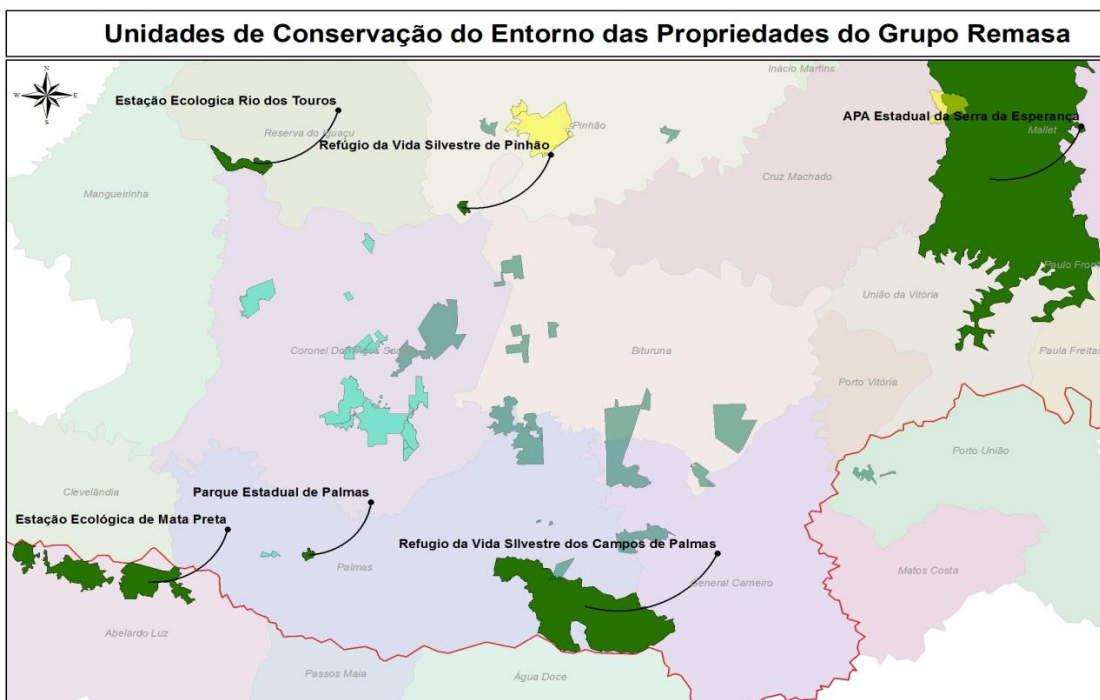 Unidades de Conservação do Entorno das Propriedades do Grupo Remasa
N
W
E
S
Inácio Martins
Estação Ecologica Rio dos Touros
APA Estadual da Serra da Esperança
Reserva do Iguaçu
Pinhão
Mallet
Refúgio da Vida Silvestre de Pinhão
Cruz Machado
Mangueirinha
Paulo Front
União da Vitória
Coronel Domingos Soa
Bituruna
Paula Freitas
Porto Vitória
Porto União
Clevelândia
Parque Estadual de Palmas
Estação Ecológica de Mata Preta
Refugio da Vida SIlvestre dos Campos de Palmas
Palmas
General Carneiro
Matos Costa
Abelardo Luz
Passos Maia
Água Doce